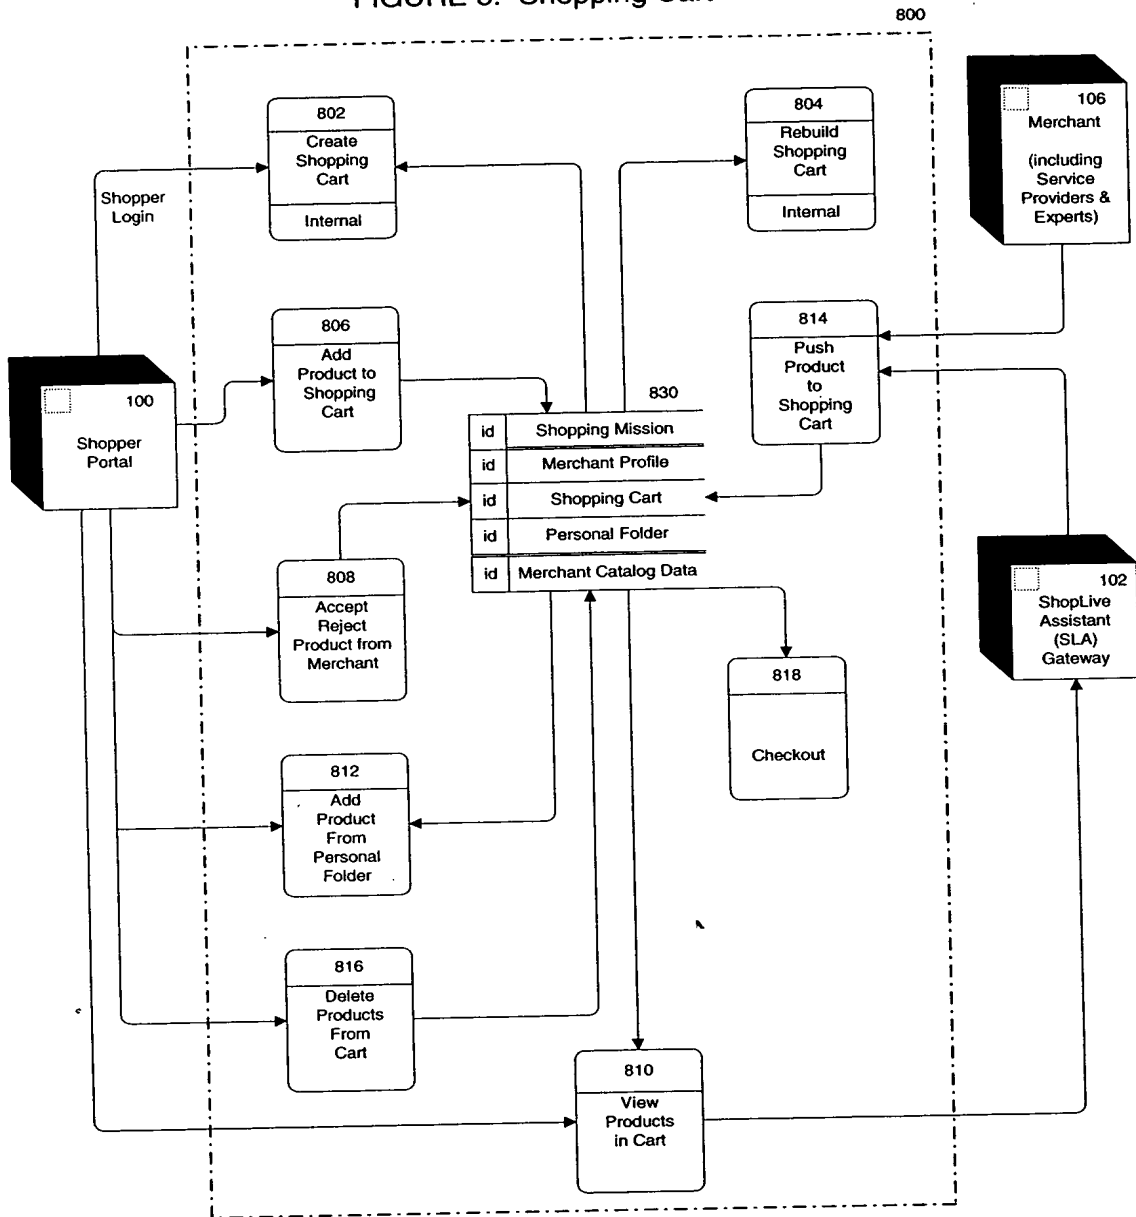 FIGURE 8: Shopping Cart
800
802
Create
Shopping
Cart
Internal
804
Rebuild
Shopping
Cart
Internal
106
Merchant
(including
Service
Providers &
Experts)
Shopper
Login
806
Add
Product to
Shopping
Cart
814
Push
Product
to
Shopping
Cart
100
Shopper
Portal
830
id Shopping Mission
id Merchant Profile
id Shopping Cart
id Personal Folder
id Merchant Catalog Data
808
Accept
Reject
Product from
Merchant
102
ShopLive
Assistant
(SLA)
Gateway
818
Checkout
812
Add
Product
From
Personal
Folder
816
Delete
Products
From
Cart
810
View
Products
in Cart